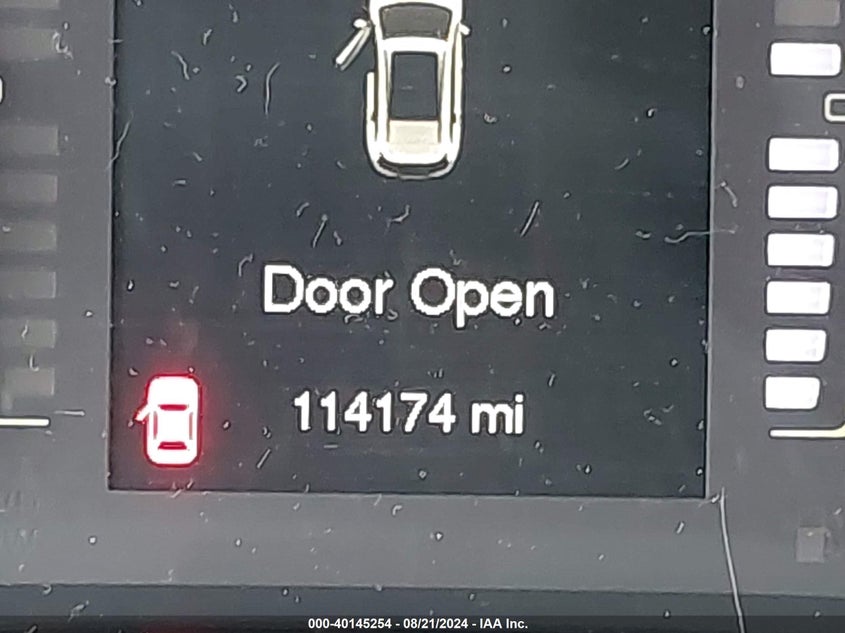 Door Open
114174 mi
000-40145254 - 08/21/2024 - IAA Inc.